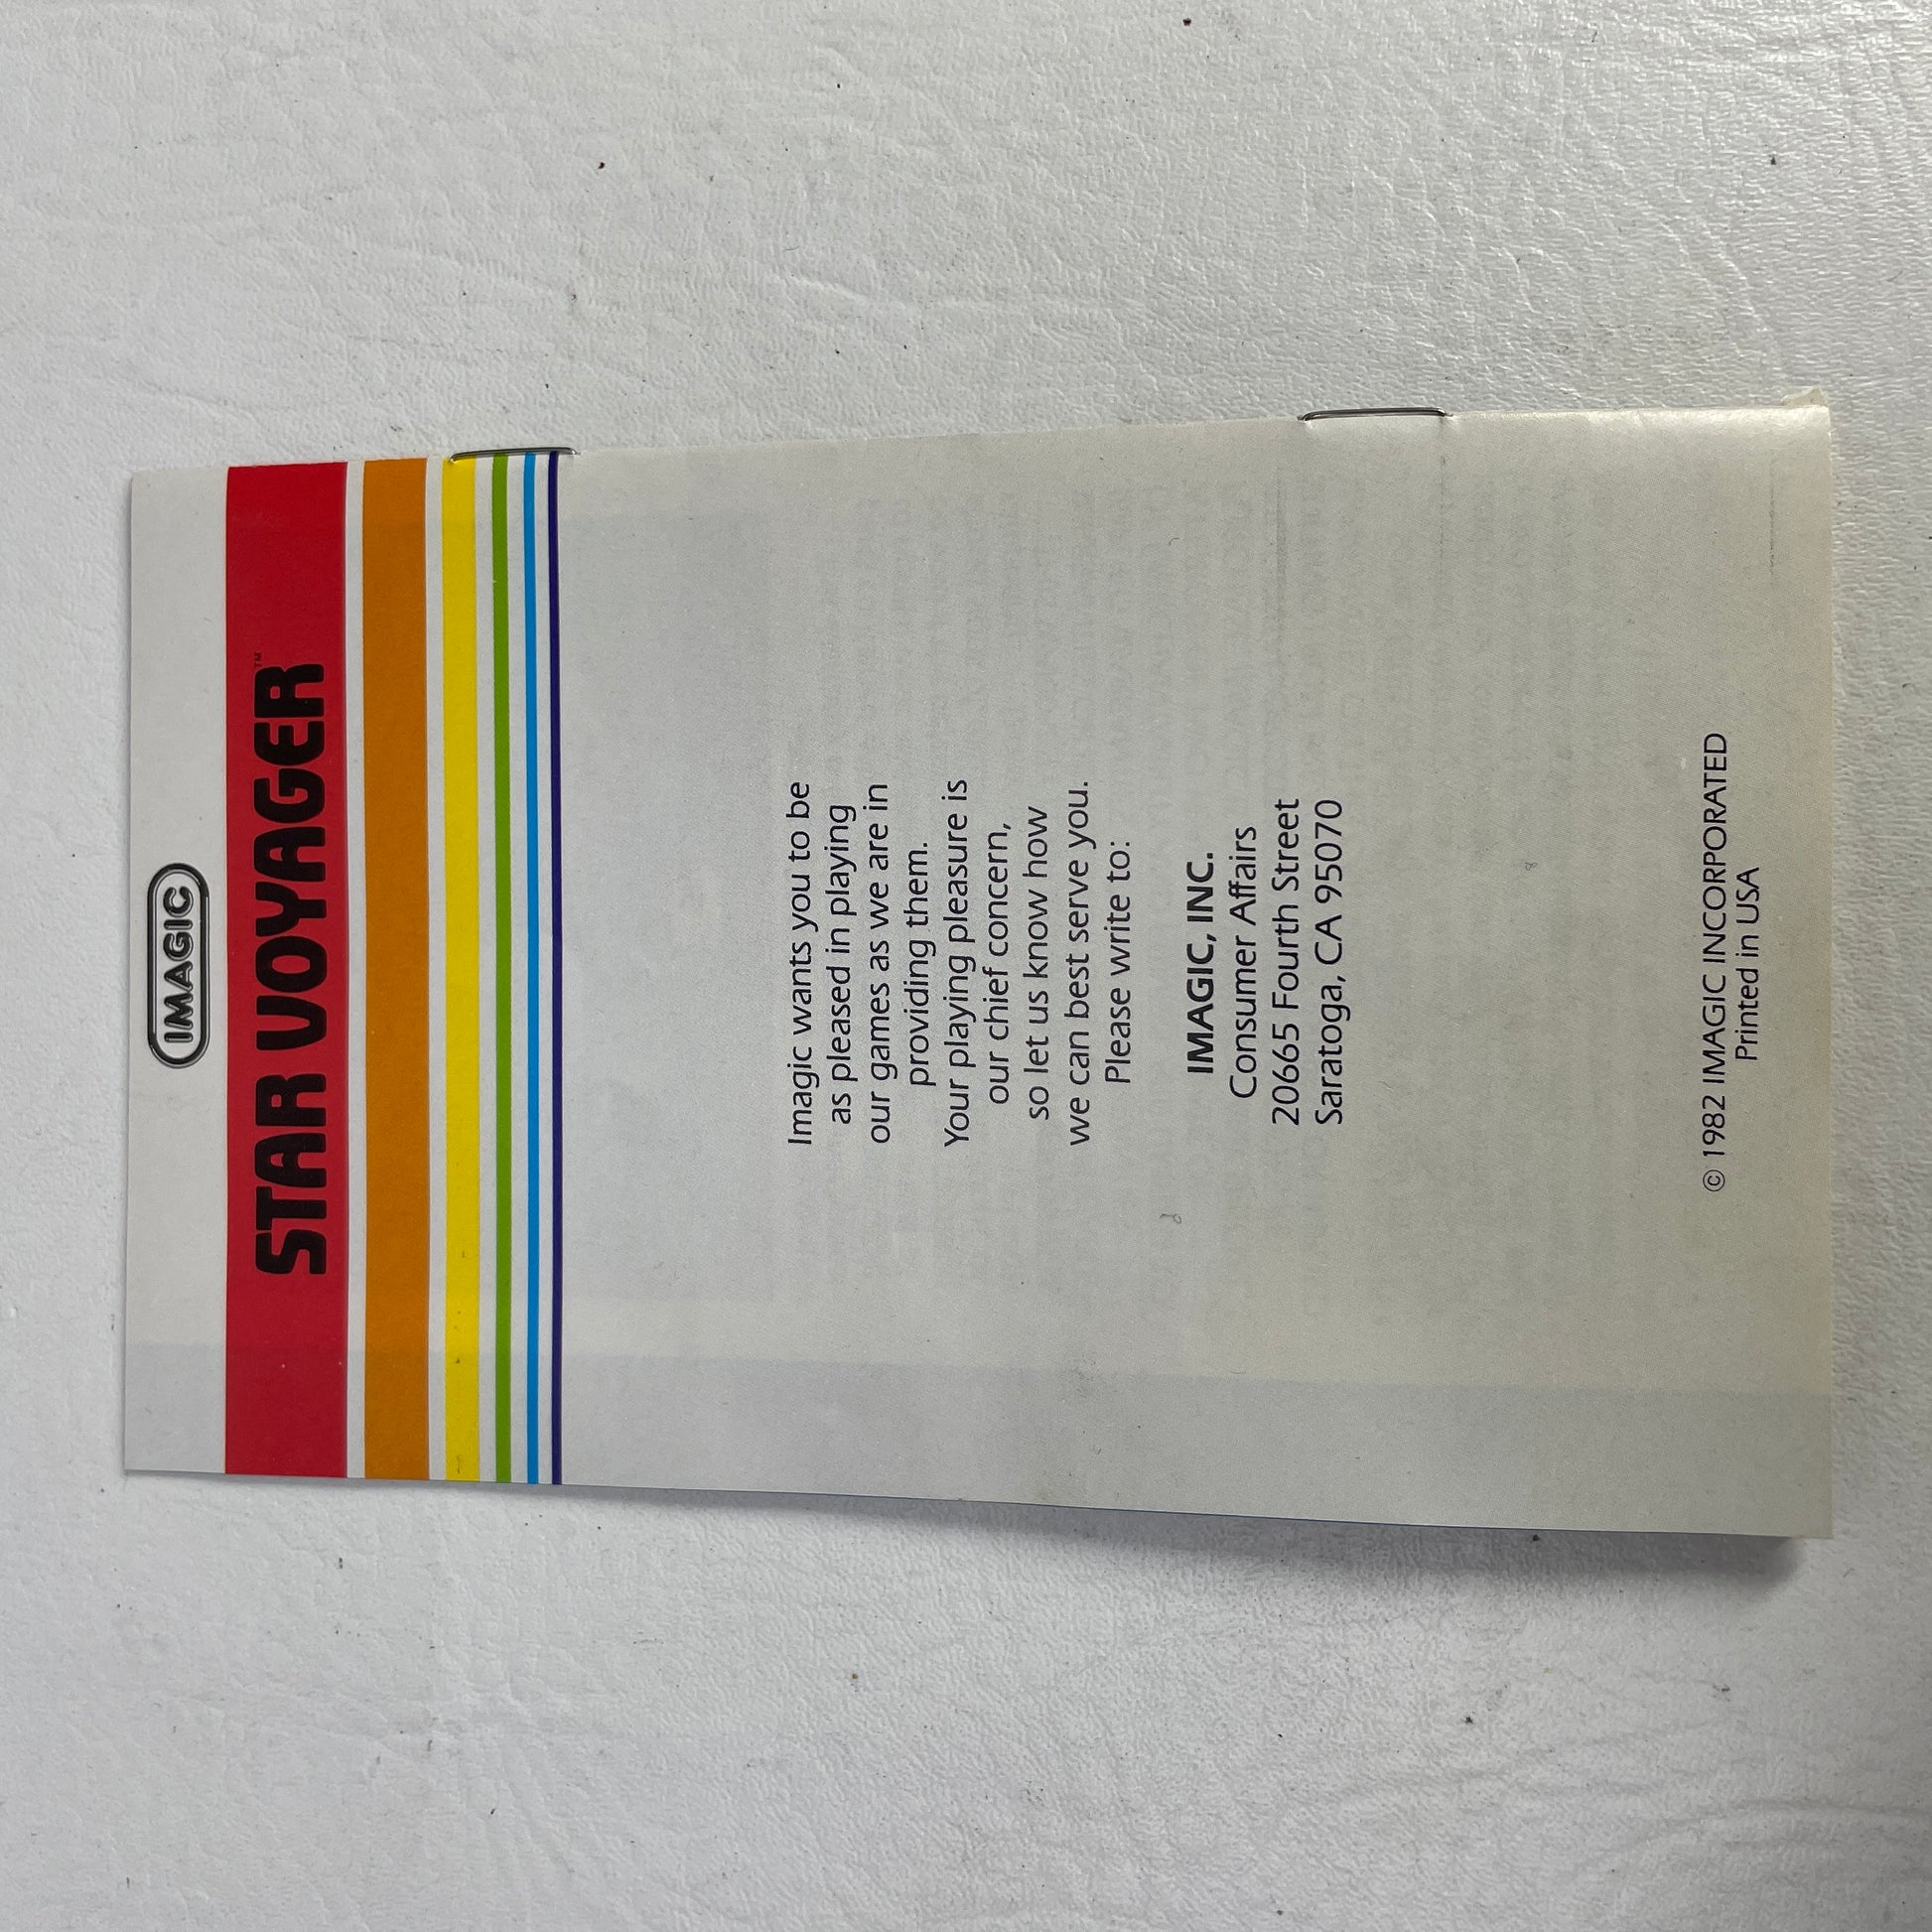 IMAGIC
STAR VOYAGER™
Imagic wants you to be
as pleased in playing
our games as we are in
providing them.
Your playing pleasure is
our chief concern,
so let us know how
we can best serve you.
Please write to:
IMAGIC, INC.
Consumer Affairs
20665 Fourth Street
Saratoga, CA 95070
© 1982 IMAGIC INCORPORATED
Printed in USA